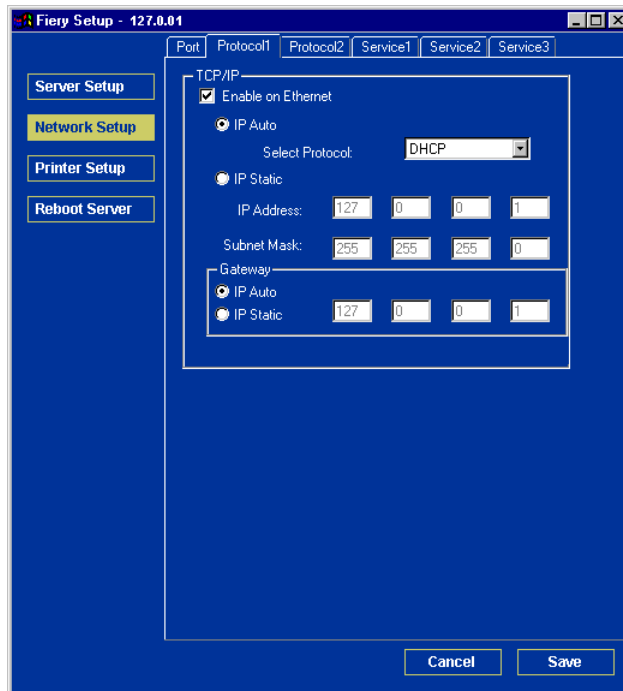 Fiery Setup - 127.0.01
Port Protocol1 Protocol2 Service1 Service2 Service3
Server Setup
Network Setup
Printer Setup
Reboot Server
TCP/IP
Enable on Ethernet
IP Auto
Select Protocol: DHCP
IP Static
IP Address: 127 0 0 1
Subnet Mask: 255 255 255 0
Gateway
IP Auto
IP Static 127 0 0 1
Cancel Save